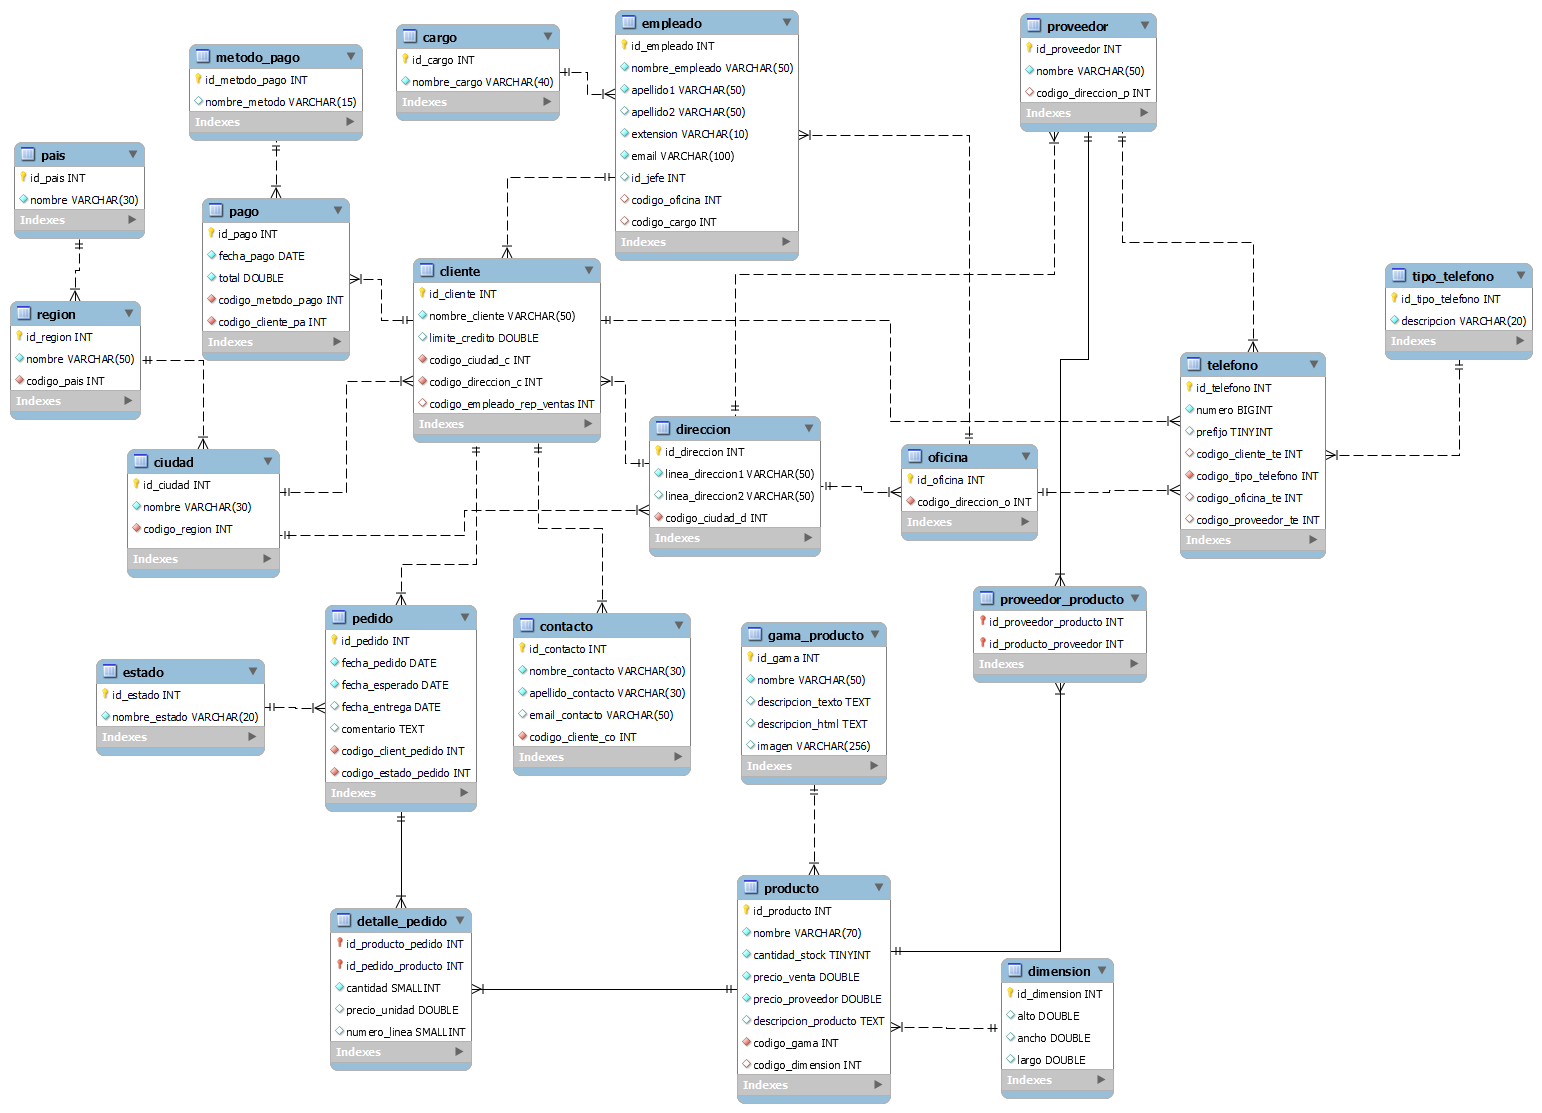 metodo_pago
id_metodo_pago INT
nombre_metodo VARCHAR(15)
Indexes
cargo
id_cargo INT
nombre_cargo VARCHAR(40)
Indexes
empleado
id_empleado INT
nombre_empleado VARCHAR(50)
apellido1 VARCHAR(50)
apellido2 VARCHAR(50)
extension VARCHAR(10)
email VARCHAR(100)
id_jefe INT
codigo_oficina INT
codigo_cargo INT
Indexes
proveedor
id_proveedor INT
nombre VARCHAR(50)
codigo_direccion_p INT
Indexes
pais
id_pais INT
nombre VARCHAR(30)
Indexes
pago
id_pago INT
fecha_pago DATE
total DOUBLE
codigo_metodo_pago INT
codigo_cliente_pa INT
Indexes
region
id_region INT
nombre VARCHAR(50)
codigo_pais INT
Indexes
cliente
id_cliente INT
nombre_cliente VARCHAR(50)
limite_credito DOUBLE
codigo_ciudad_c INT
codigo_direccion_c INT
codigo_empleado_rep_ventas INT
Indexes
tipo_telefono
id_tipo_telefono INT
descripcion VARCHAR(20)
Indexes
telefono
id_telefono INT
numero BIGINT
prefijo TINYINT
codigo_cliente_te INT
codigo_tipo_telefono INT
codigo_oficina_te INT
codigo_proveedor_te INT
Indexes
ciudad
id_ciudad INT
nombre VARCHAR(30)
codigo_region INT
Indexes
direccion
id_direccion INT
linea_direccion1 VARCHAR(50)
linea_direccion2 VARCHAR(50)
codigo_ciudad_d INT
Indexes
oficina
id_oficina INT
codigo_direccion_o INT
Indexes
proveedor_producto
id_proveedor_producto INT
id_producto_proveedor INT
Indexes
pedido
id_pedido INT
fecha_pedido DATE
fecha_esperado DATE
fecha_entrega DATE
comentario TEXT
codigo_client_pedido INT
codigo_estado_pedido INT
Indexes
contacto
id_contacto INT
nombre_contacto VARCHAR(30)
apellido_contacto VARCHAR(30)
email_contacto VARCHAR(50)
codigo_cliente_co INT
Indexes
gama_producto
id_gama INT
nombre VARCHAR(50)
descripcion_texto TEXT
descripcion_html TEXT
imagen VARCHAR(256)
Indexes
estado
id_estado INT
nombre_estado VARCHAR(20)
Indexes
detalle_pedido
id_producto_pedido INT
id_pedido_producto INT
cantidad SMALLINT
precio_unidad DOUBLE
numero_linea SMALLINT
Indexes
producto
id_producto INT
nombre VARCHAR(70)
cantidad_stock TINYINT
precio_venta DOUBLE
precio_proveedor DOUBLE
descripcion_producto TEXT
codigo_gama INT
codigo_dimension INT
Indexes
dimension
id_dimension INT
alto DOUBLE
ancho DOUBLE
largo DOUBLE
Indexes